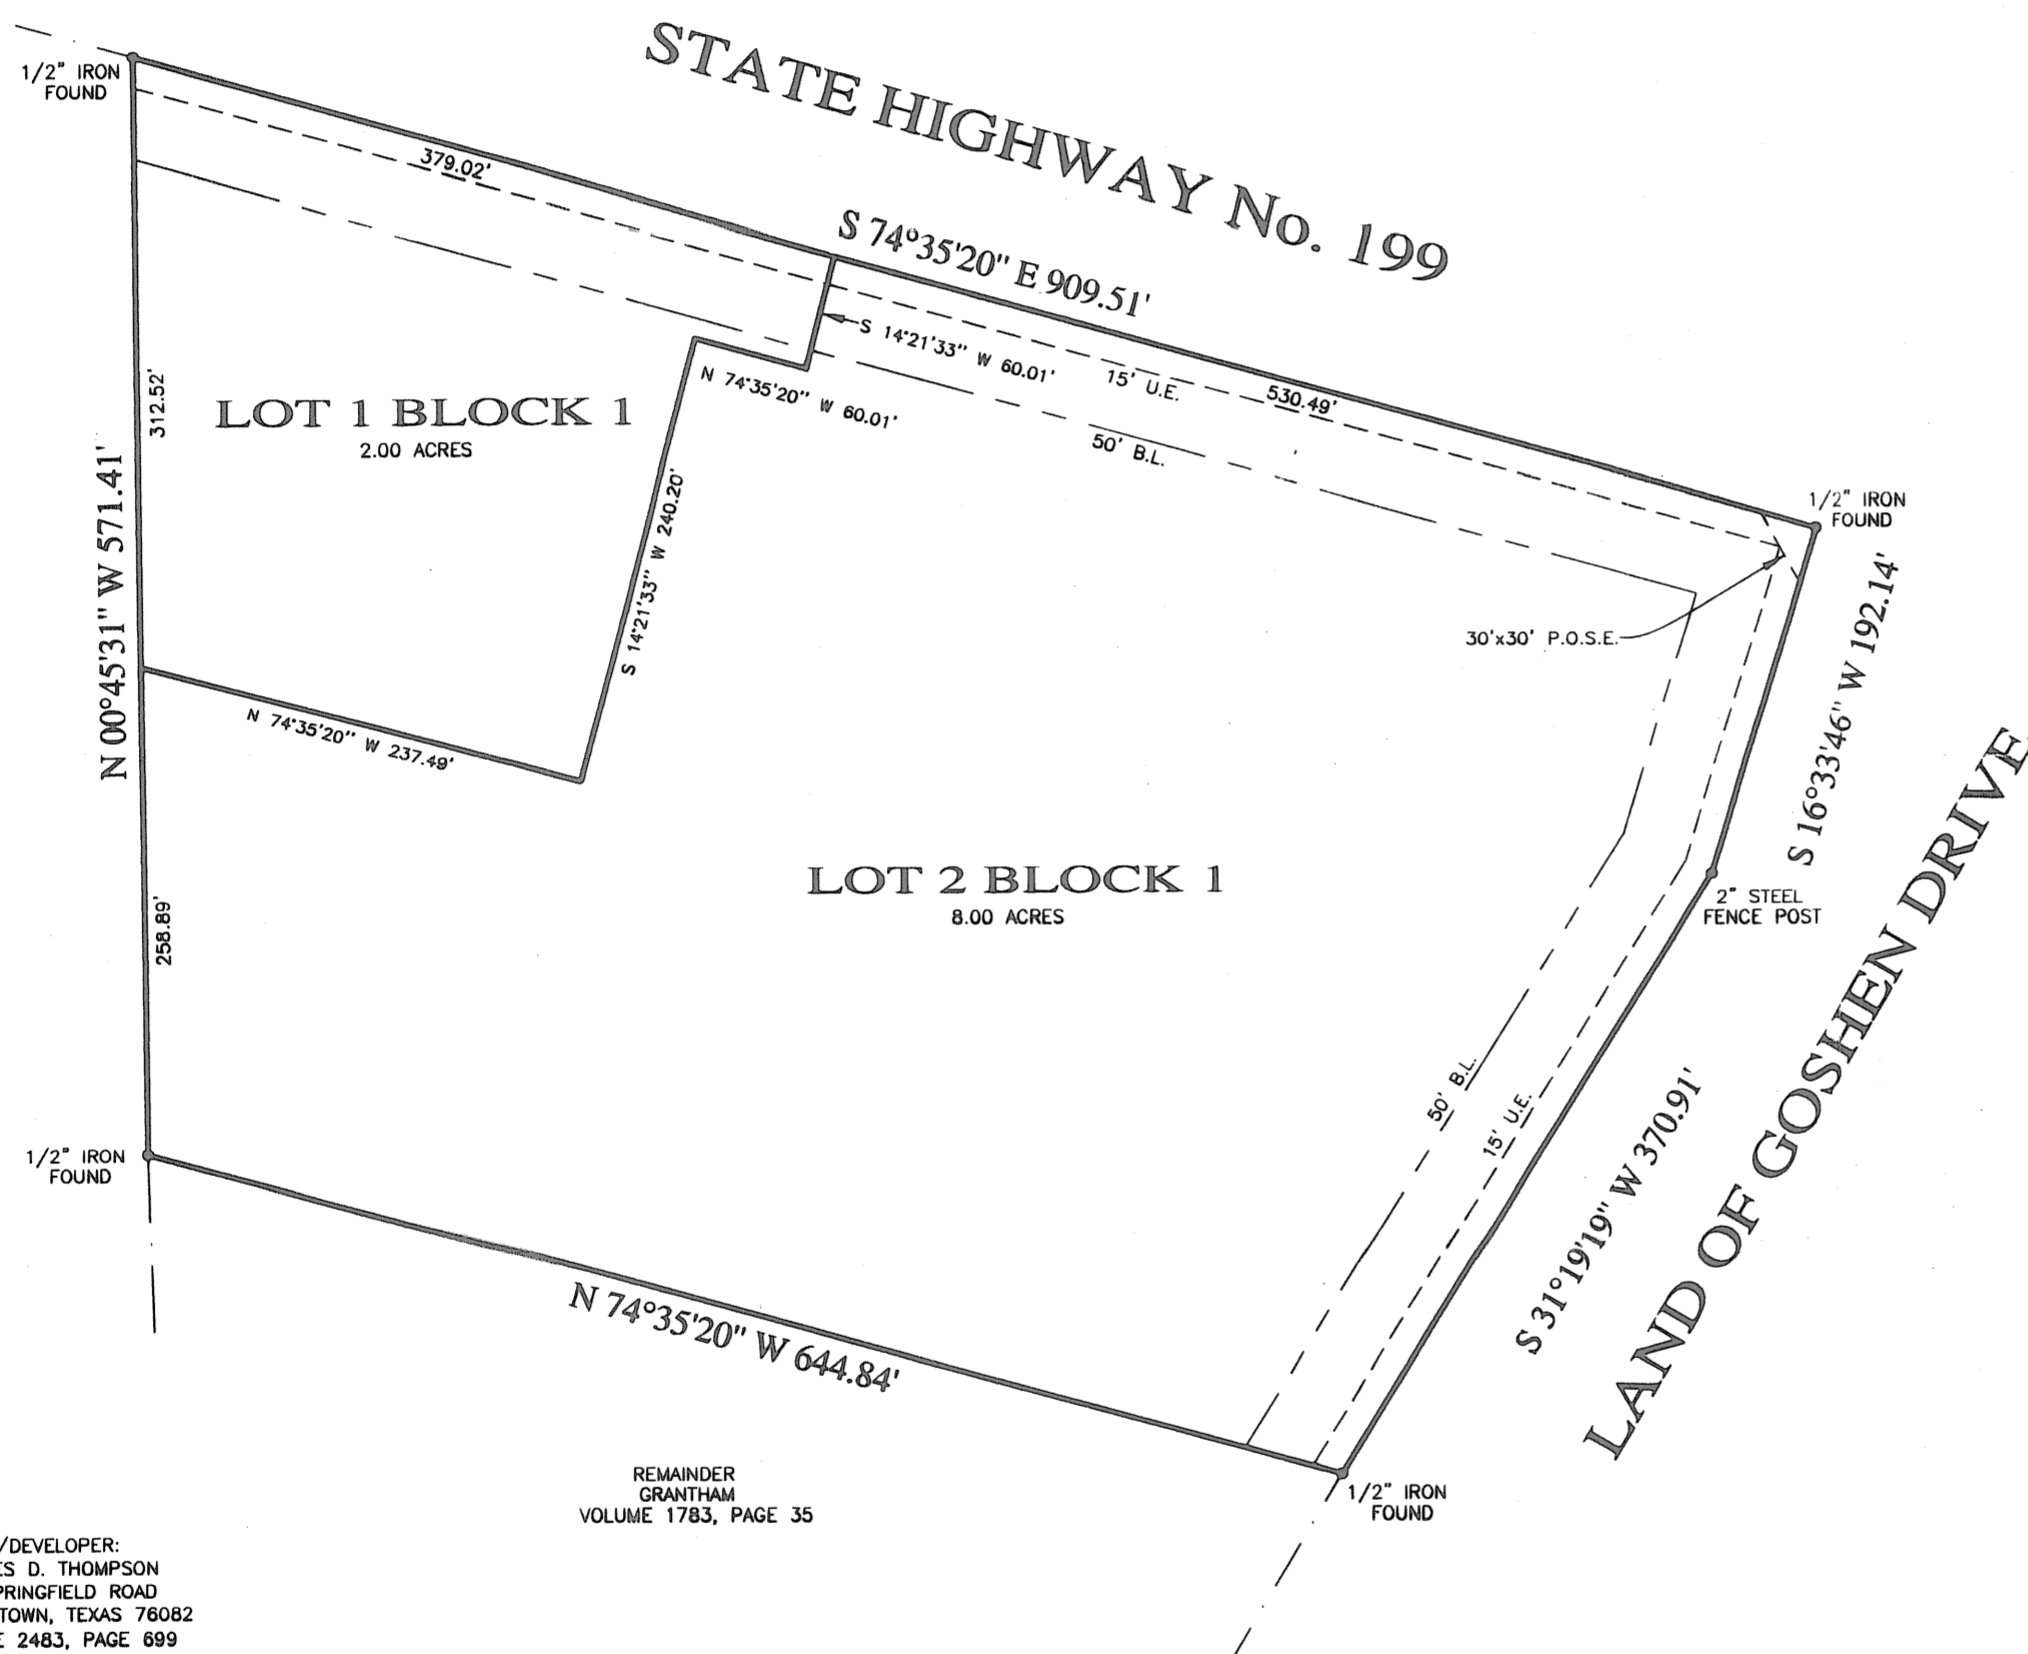 STATE HIGHWAY No. 199
1/2" IRON
FOUND
379.02'
S 74°35'20" E 909.51'
S 14°21'33" W 60.01'
N 74°35'20" W 60.01'
15' U.E.
530.49'
50' B.L.
312.52'
LOT 1 BLOCK 1
2.00 ACRES
N 00°45'31" W 571.41'
S 14°21'33" W 240.20'
1/2" IRON
FOUND
30'x30' P.O.S.E.
S 16°33'46" W 192.14'
N 74°35'20" W 237.49'
LOT 2 BLOCK 1
8.00 ACRES
258.89'
2" STEEL
FENCE POST
LAND OF GOSHEN DRIVE
50' B.L.
15' U.E.
S 31°19'19" W 370.91'
1/2" IRON
FOUND
N 74°35'20" W 644.84'
REMAINDER
GRANTHAM
VOLUME 1783, PAGE 35
1/2" IRON
FOUND
/DEVELOPER:
ES D. THOMPSON
PRINGFIELD ROAD
TOWN, TEXAS 76082
E 2483, PAGE 699